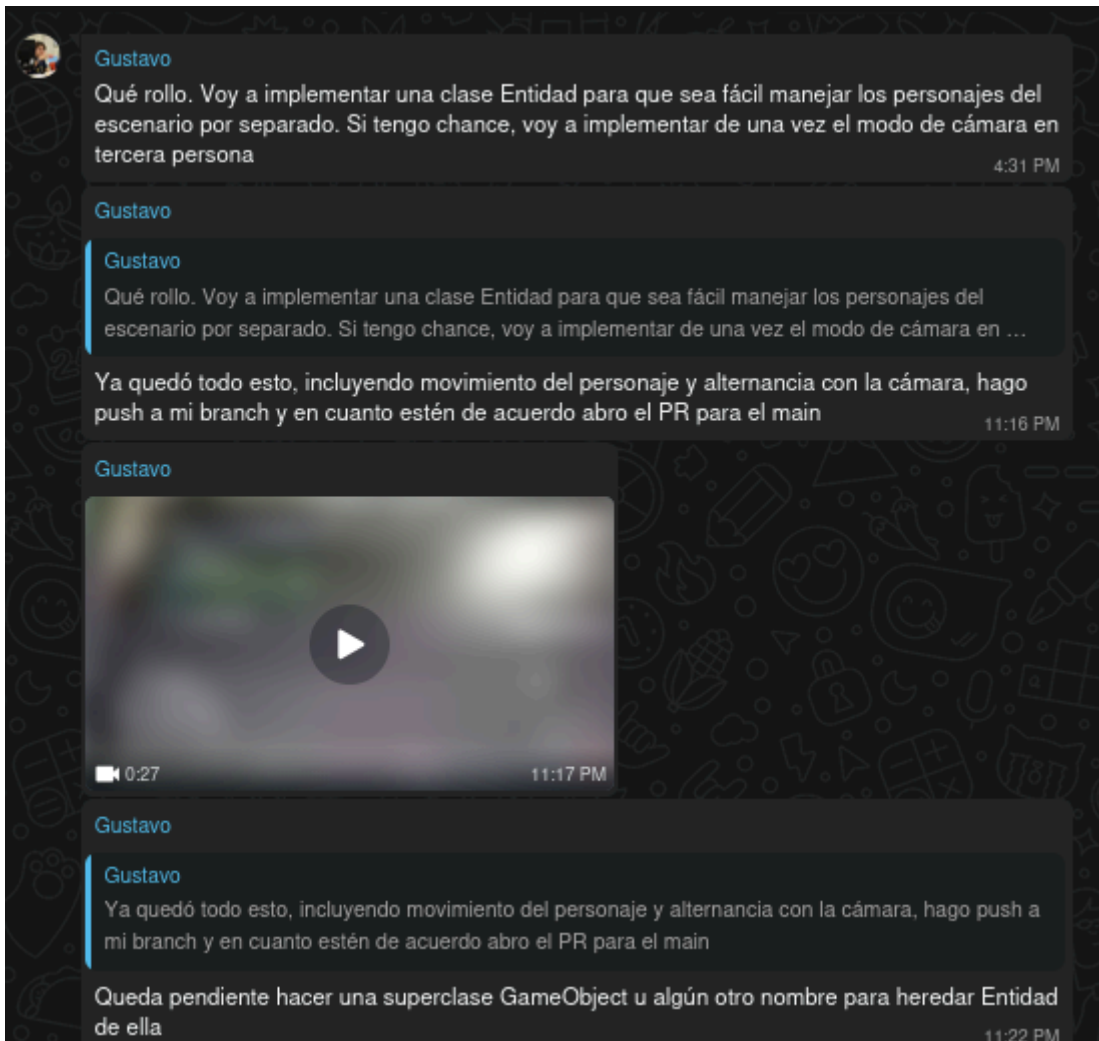 Gustavo
Qué rollo. Voy a implementar una clase Entidad para que sea fácil manejar los personajes del
escenario por separado. Si tengo chance, voy a implementar de una vez el modo de cámara en
tercera persona
4:31 PM
Gustavo
Gustavo
Qué rollo. Voy a implementar una clase Entidad para que sea fácil manejar los personajes del
escenario por separado. Si tengo chance, voy a implementar de una vez el modo de cámara en ...
Ya quedó todo esto, incluyendo movimiento del personaje y alternancia con la cámara, hago
push a mi branch y en cuanto estén de acuerdo abro el PR para el main
11:16 PM
Gustavo
0:27
11:17 PM
Gustavo
Gustavo
Ya quedó todo esto, incluyendo movimiento del personaje y alternancia con la cámara, hago push a
mi branch y en cuanto estén de acuerdo abro el PR para el main
Queda pendiente hacer una superclase GameObject u algún otro nombre para heredar Entidad
de ella
11:22 PM